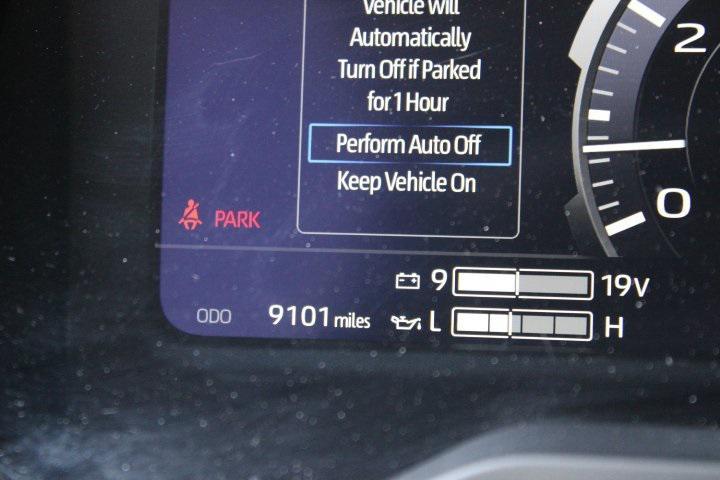 Vehicle Will
Automatically
Turn Off if Parked
for 1 Hour
Perform Auto Off
Keep Vehicle On
2
0
PARK
9 19V
ODO 9101 miles L H